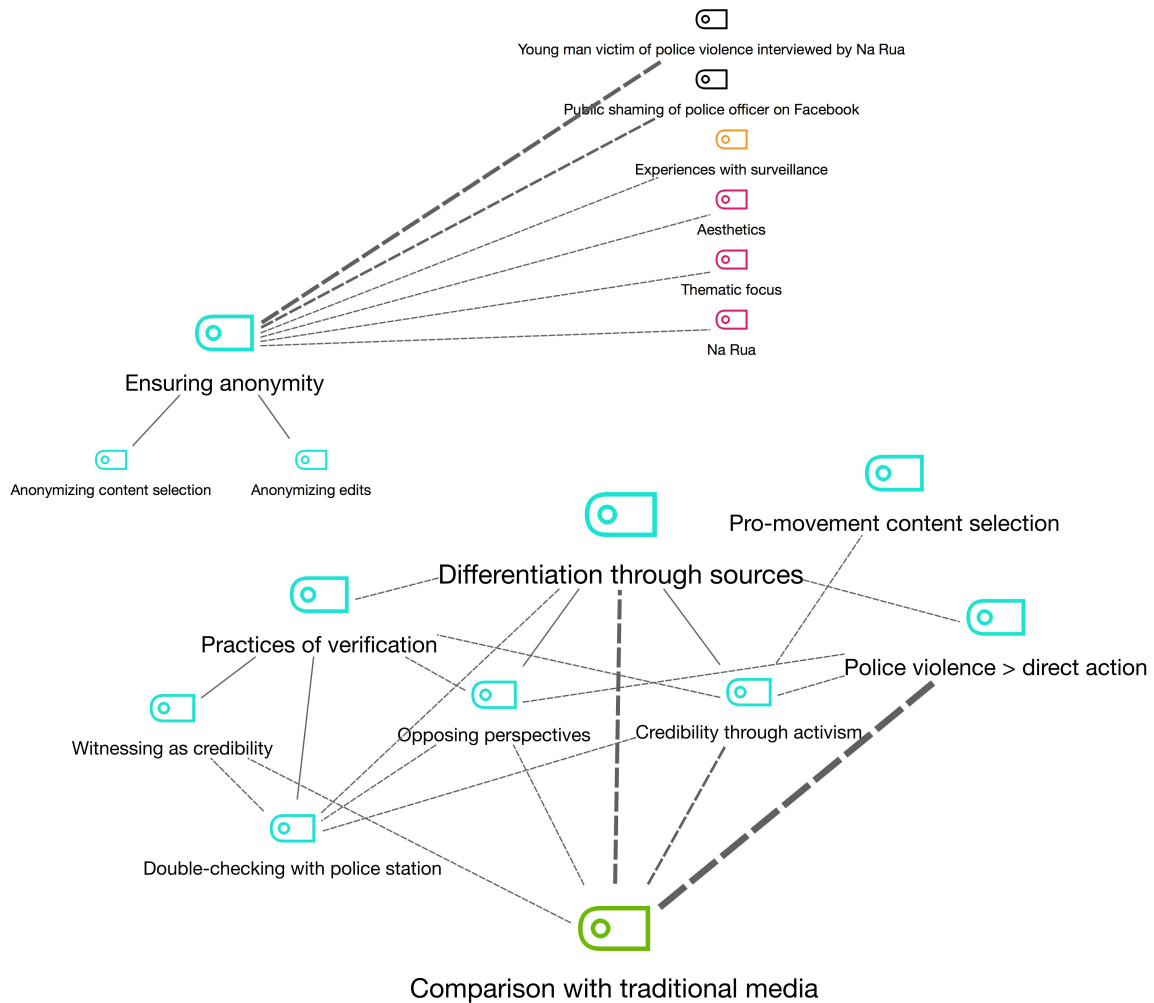 Young man victim of police violence interviewed by Na Rua
Public shaming of police officer on Facebook
Experiences with surveillance
Aesthetics
Thematic focus
Na Rua
Ensuring anonymity
Anonymizing content selection
Anonymizing edits
Pro-movement content selection
Differentiation through sources
Practices of verification
Police violence > direct action
Opposing perspectives
Credibility through activism
Witnessing as credibility
Double-checking with police station
Comparison with traditional media